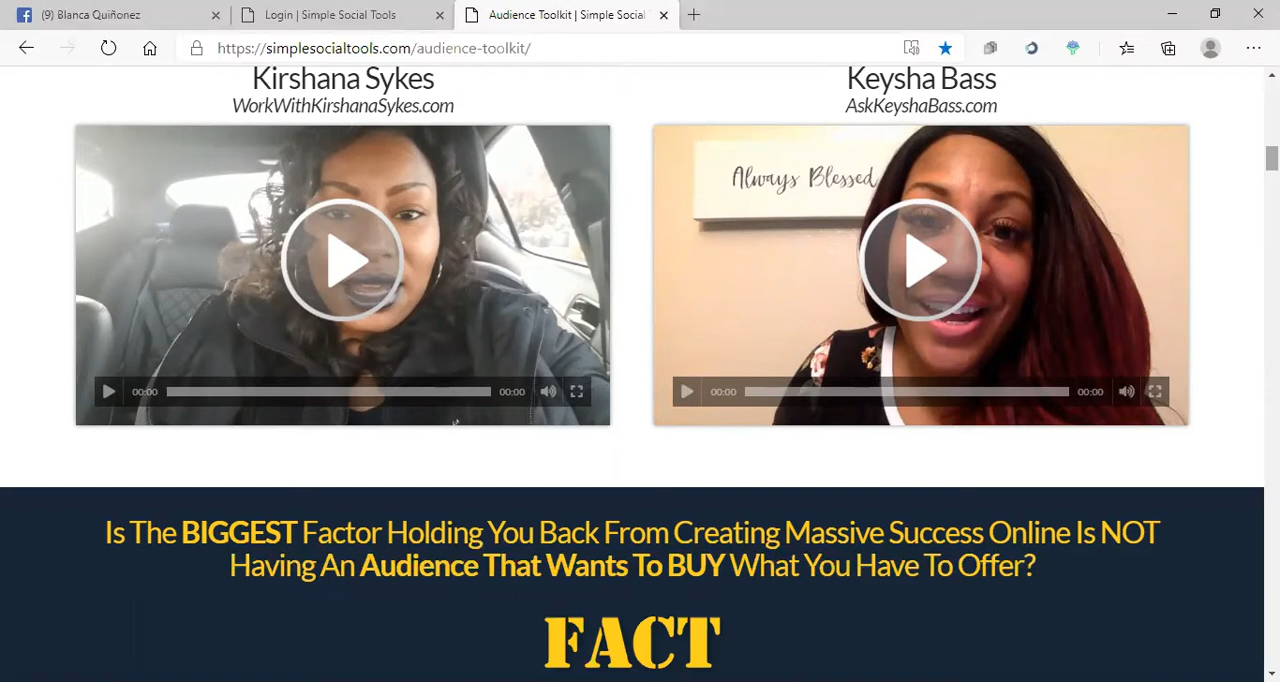 (9) Blanca Quiñonez
Login | Simple Social Tools
Audience Toolkit | Simple Social
https://simplesocialtools.com/audience-toolkit/
Kirshana Sykes
WorkWithKirshanaSykes.com
Keysha Bass
AskKeyshaBass.com
Always Blessed
00:00
00:00
00:00
00:00
Is The BIGGEST Factor Holding You Back From Creating Massive Success Online Is NOT
Having An Audience That Wants To BUY What You Have To Offer?
FACT